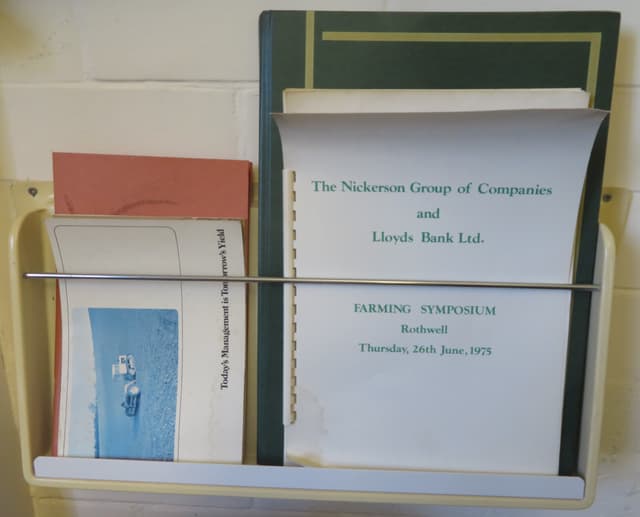 Today's Management is Tomorrow's Yield
The Nickerson Group of Companies
and
Lloyds Bank Ltd.
FARMING SYMPOSIUM
Rothwell
Thursday, 26th June, 1975